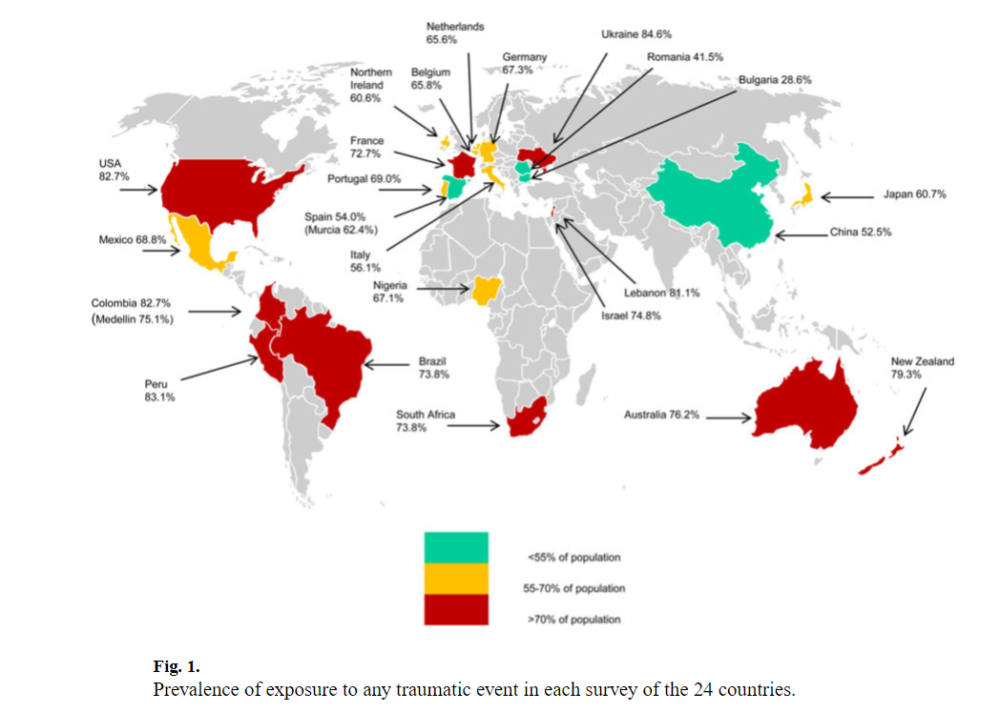 Netherlands
65.6%
Ukraine 84.6%
Germany
67.3%
Romania 41.5%
Northern
Ireland
60.6%
Belgium
65.8%
Bulgaria 28.6%
France
72.7%
USA
82.7%
Portugal 69.0%
Japan 60.7%
Spain 54.0%
(Murcia 62.4%)
China 52.5%
Mexico 68.8%
Italy
56.1%
Nigeria
67.1%
Lebanon 81.1%
Colombia 82.7%
(Medellin 75.1%)
Israel 74.8%
Brazil
73.8%
New Zealand
79.3%
Peru
83.1%
South Africa
73.8%
Australia 76.2%
<55% of population
55-70% of population
>70% of population
Fig. 1.
Prevalence of exposure to any traumatic event in each survey of the 24 countries.